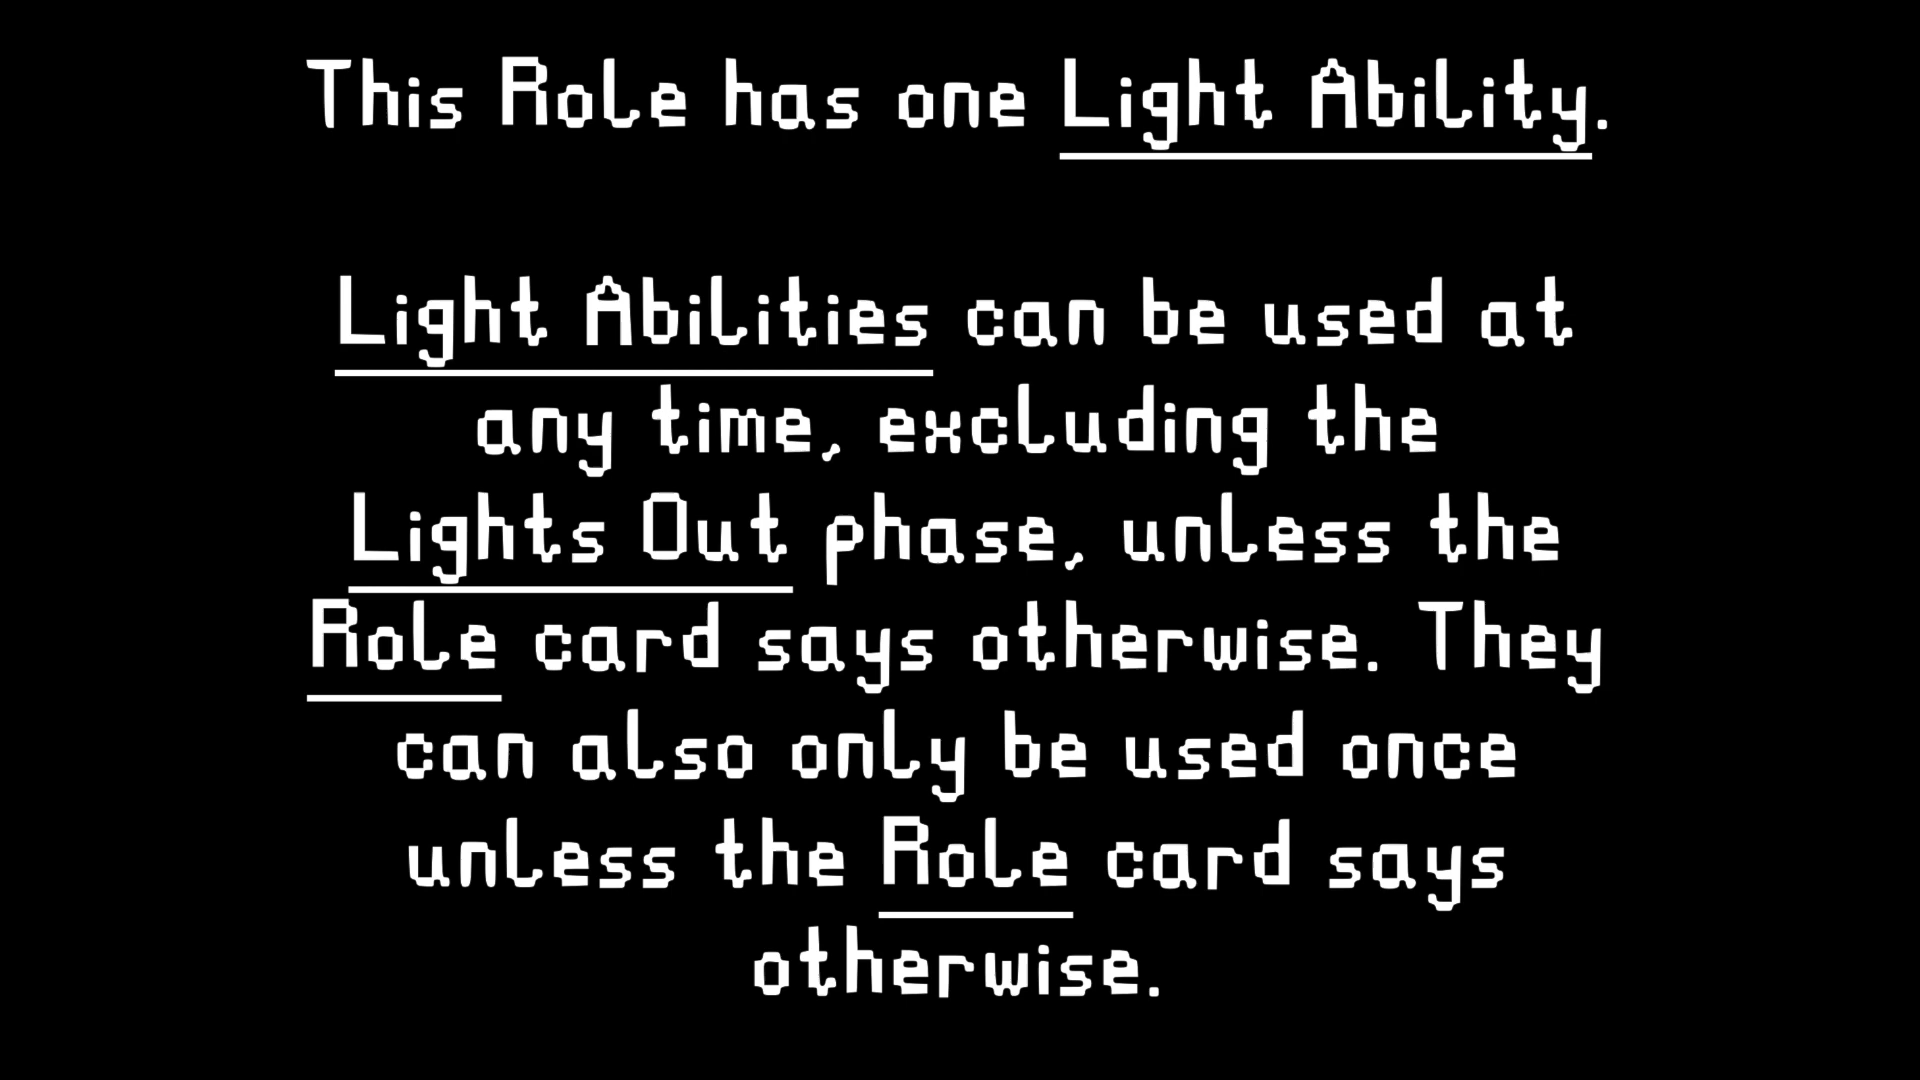 This Role has one Light Ability.
Light Abilities can be used at
any time, excluding the
Lights Out phase, unless the
Role card says otherwise. They
can also only be used once
unless the Role card says
otherwise.